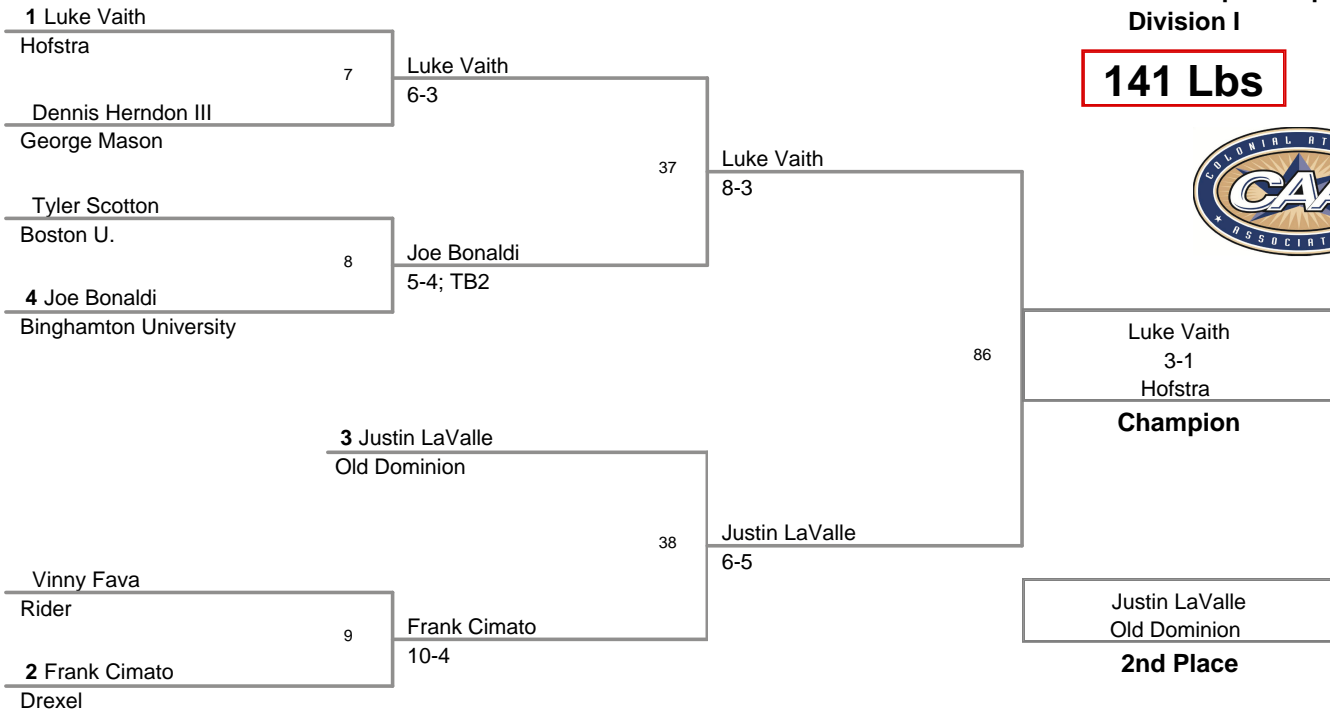 Division I
141 Lbs
COLONIAL
CAA
1 Luke Vaith
Hofstra
7
Luke Vaith
6-3
Dennis Herndon III
George Mason
37
Luke Vaith
8-3
Tyler Scotton
Boston U.
8
Joe Bonaldi
5-4; TB2
4 Joe Bonaldi
Binghamton University
86
Luke Vaith
3-1
Hofstra
Champion
3 Justin LaValle
Old Dominion
38
Justin LaValle
6-5
Vinny Fava
Rider
9
Frank Cimato
10-4
2 Frank Cimato
Drexel
Justin LaValle
Old Dominion
2nd Place